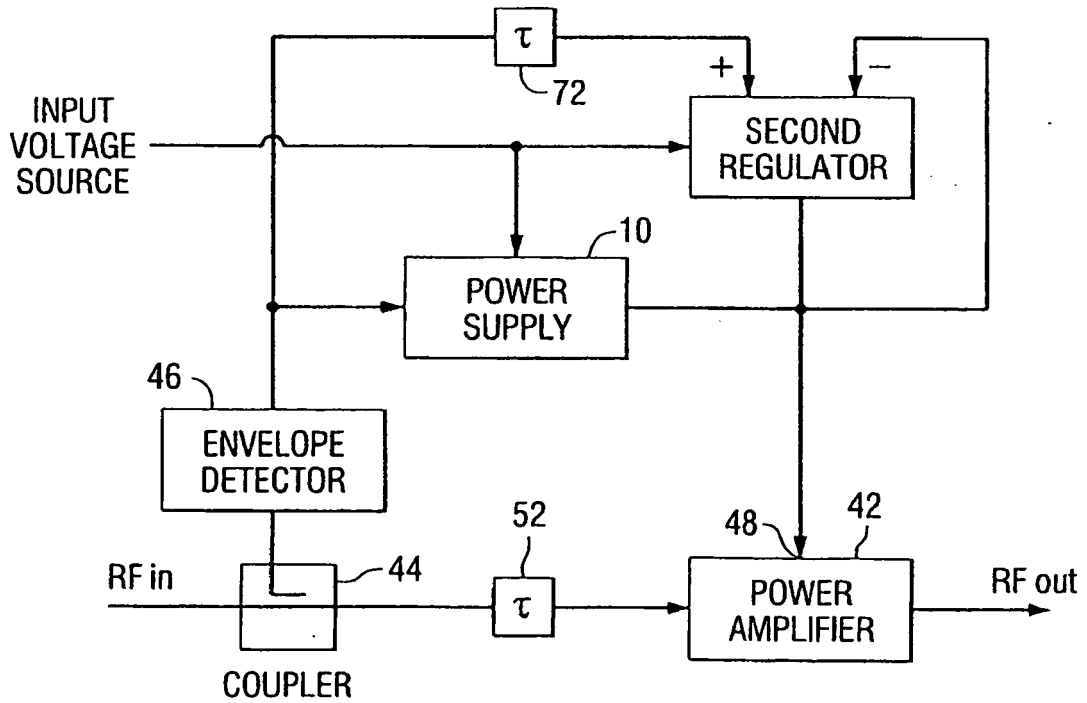 τ
72
+
−
INPUT
VOLTAGE
SOURCE
SECOND
REGULATOR
10
POWER
SUPPLY
46
ENVELOPE
DETECTOR
52
48
42
RF in
44
τ
POWER
AMPLIFIER
RF out
COUPLER